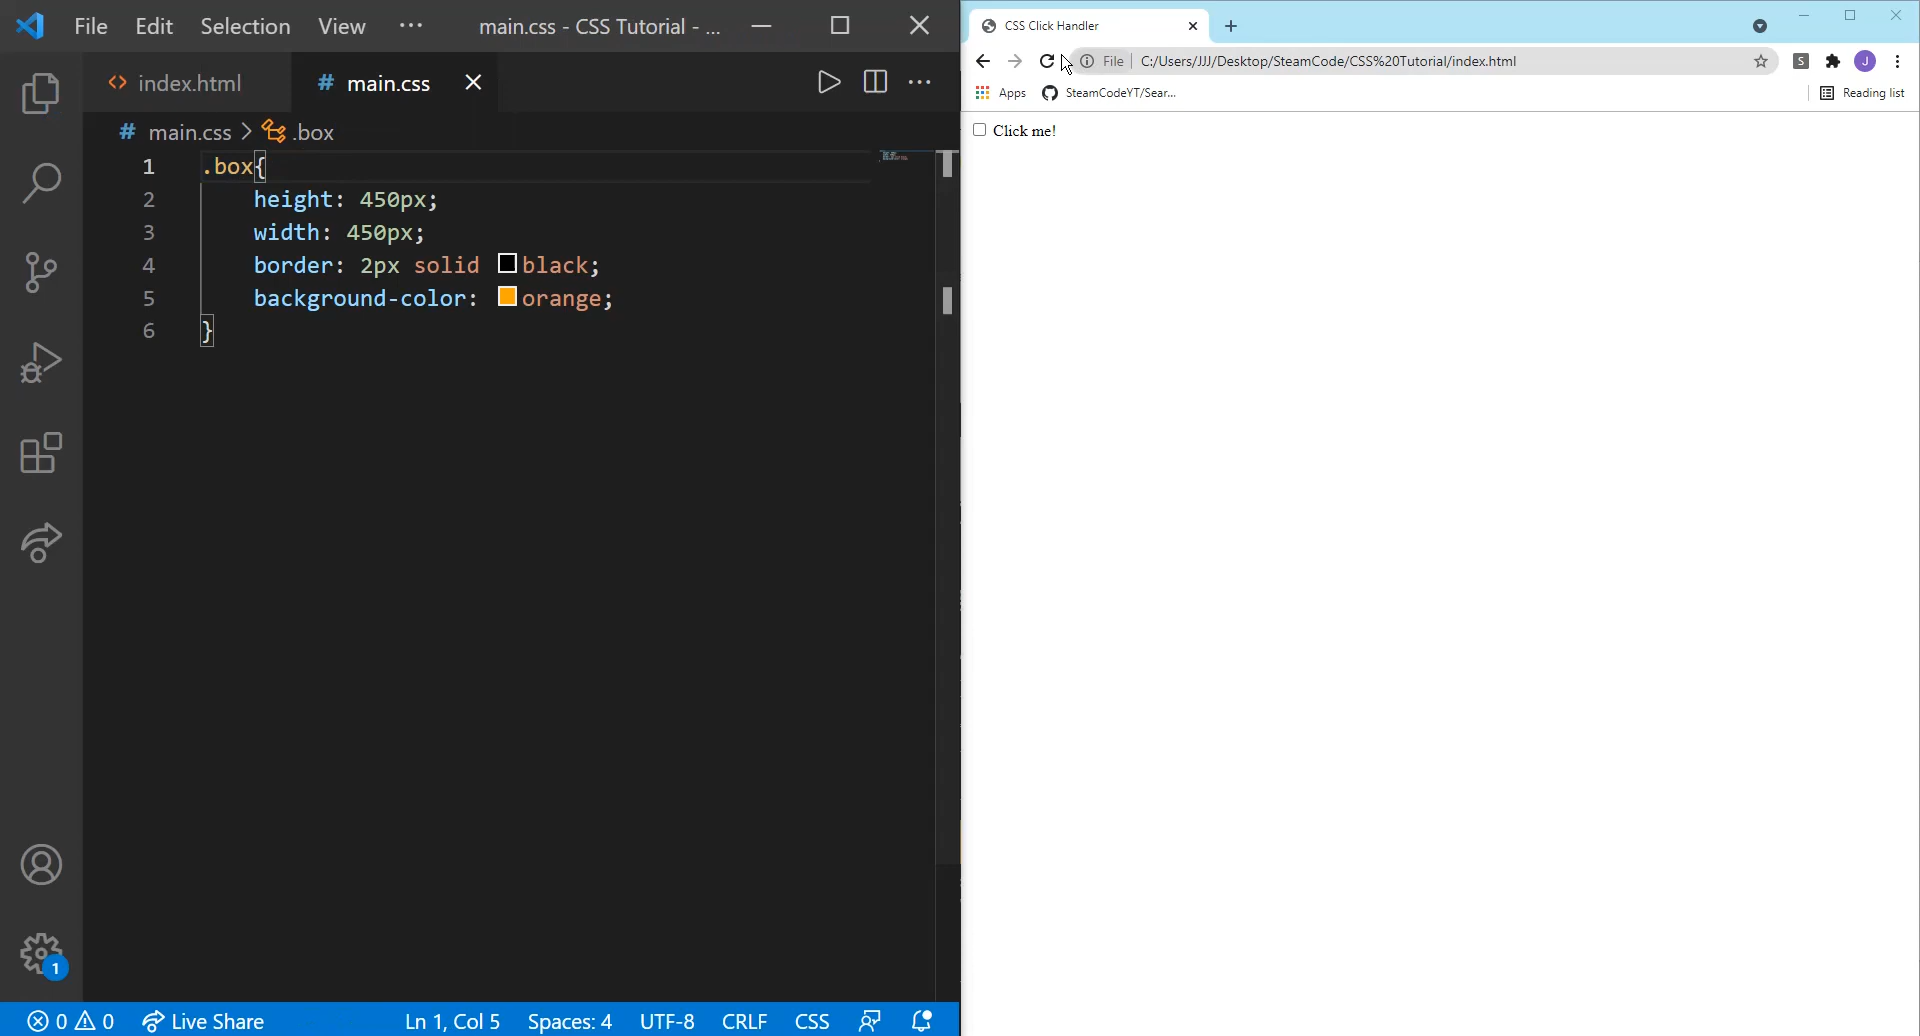 File Edit Selection View ··· main.css - CSS Tutorial - ...
index.html main.css
main.css > .box
1 .box{
2 height: 450px;
3 width: 450px;
4 border: 2px solid black;
5 background-color: orange;
6 }
1
0 0 Live Share Ln 1, Col 5 Spaces: 4 UTF-8 CRLF CSS
CSS Click Handler
File C:/Users/JJJ/Desktop/SteamCode/CSS%20Tutorial/index.html S J
Apps SteamCodeYT/Sear... Reading list
Click me!